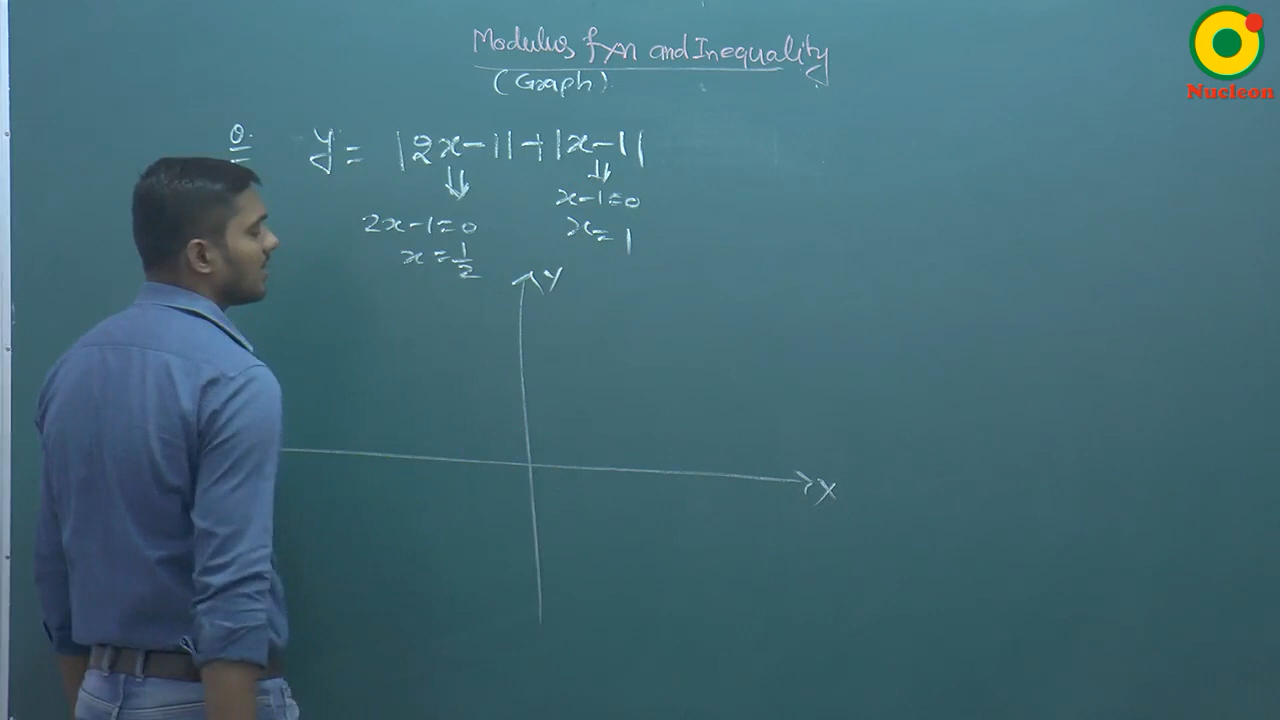 Modulus fxn and Inequality
(Graph)
Nucleon
Q.
y = |2x-1|+|x-1|
x-1=0
2x-1=0
x=1
x=1/2
Y
X